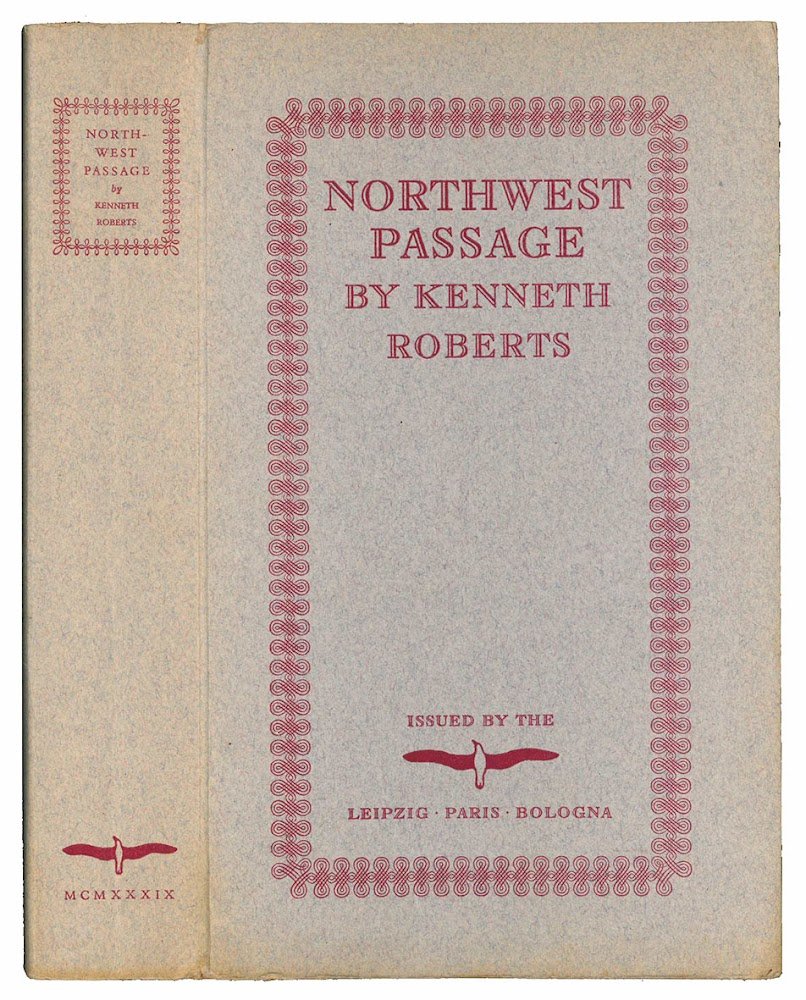 NORTH-
WEST
PASSAGE
by
KENNETH
ROBERTS
MCMXXXIX
NORTHWEST
PASSAGE
BY KENNETH
ROBERTS
ISSUED BY THE
LEIPZIG · PARIS · BOLOGNA